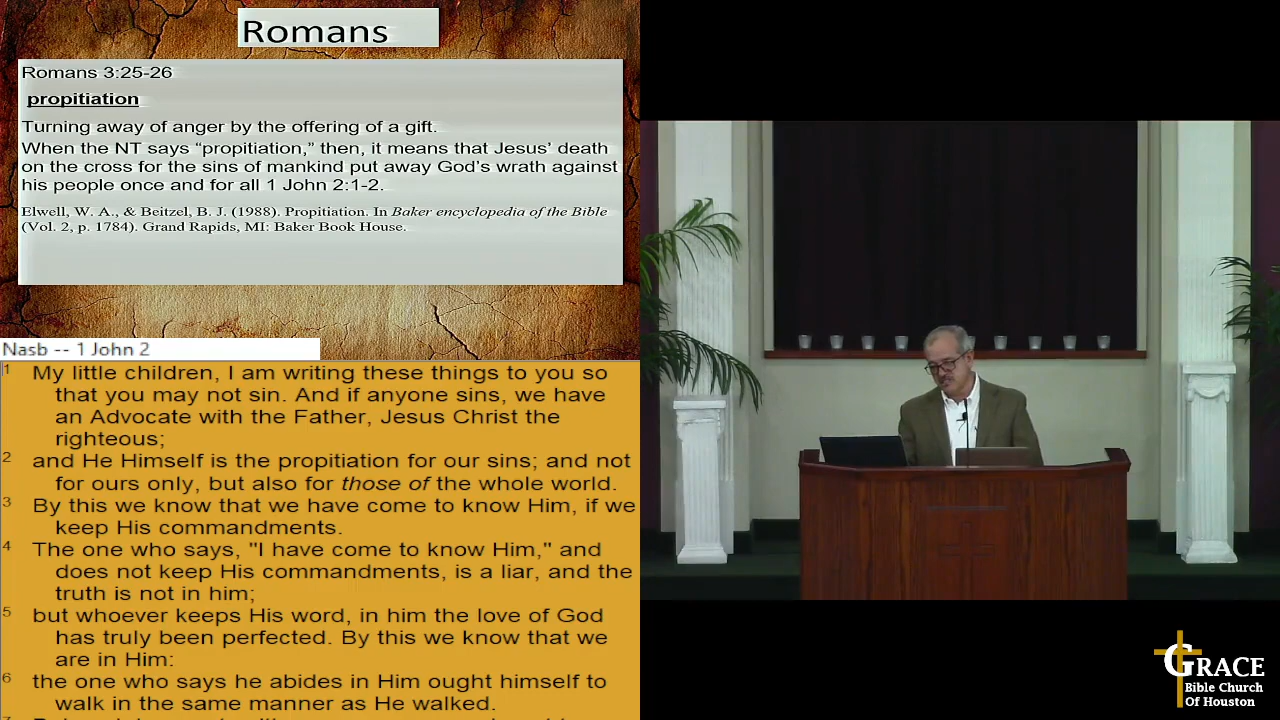 Romans
Romans 3:25-26
propitiation
Turning away of anger by the offering of a gift.
When the NT says “propitiation,” then, it means that Jesus’ death
on the cross for the sins of mankind put away God’s wrath against
his people once and for all 1 John 2:1-2.
Elwell, W. A., & Beitzel, B. J. (1988). Propitiation. In Baker encyclopedia of the Bible
(Vol. 2, p. 1784). Grand Rapids, MI: Baker Book House.
Nasb -- 1 John 2
1 My little children, I am writing these things to you so
that you may not sin. And if anyone sins, we have
an Advocate with the Father, Jesus Christ the
righteous;
2 and He Himself is the propitiation for our sins; and not
for ours only, but also for those of the whole world.
3 By this we know that we have come to know Him, if we
keep His commandments.
4 The one who says, "I have come to know Him," and
does not keep His commandments, is a liar, and the
truth is not in him;
5 but whoever keeps His word, in him the love of God
has truly been perfected. By this we know that we
are in Him:
6 the one who says he abides in Him ought himself to
walk in the same manner as He walked.
GRACE
Bible Church
Of Houston